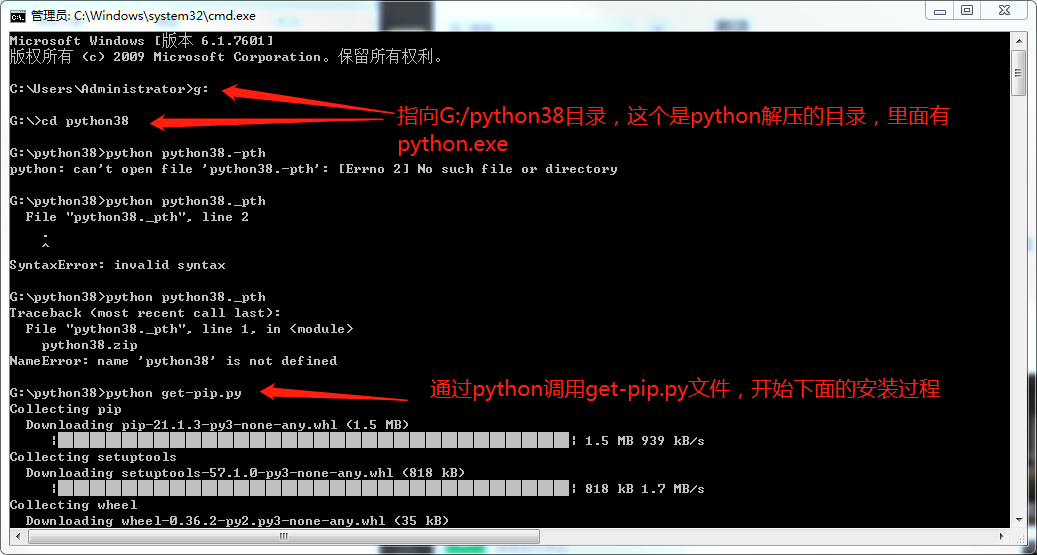 管理员: C:\Windows\system32\cmd.exe
Microsoft Windows [版本 6.1.7601]
版权所有 (c) 2009 Microsoft Corporation。保留所有权利。
C:\Users\Administrator>g:
G:\>cd python38
指向G:/python38目录，这个是python解压的目录，里面有
python.exe
G:\python38>python python38.-pth
python: can't open file 'python38.-pth': [Errno 2] No such file or directory
G:\python38>python python38._pth
File "python38._pth", line 2
.
^
SyntaxError: invalid syntax
G:\python38>python python38._pth
Traceback (most recent call last):
File "python38._pth", line 1, in <module>
python38.zip
NameError: name 'python38' is not defined
G:\python38>python get-pip.py
通过python调用get-pip.py文件，开始下面的安装过程
Collecting pip
Downloading pip-21.1.3-py3-none-any.whl (1.5 MB)
1.5 MB 939 kB/s
Collecting setuptools
Downloading setuptools-57.1.0-py3-none-any.whl (818 kB)
818 kB 1.7 MB/s
Collecting wheel
Downloading wheel-0.36.2-py2.py3-none-any.whl (35 kB)